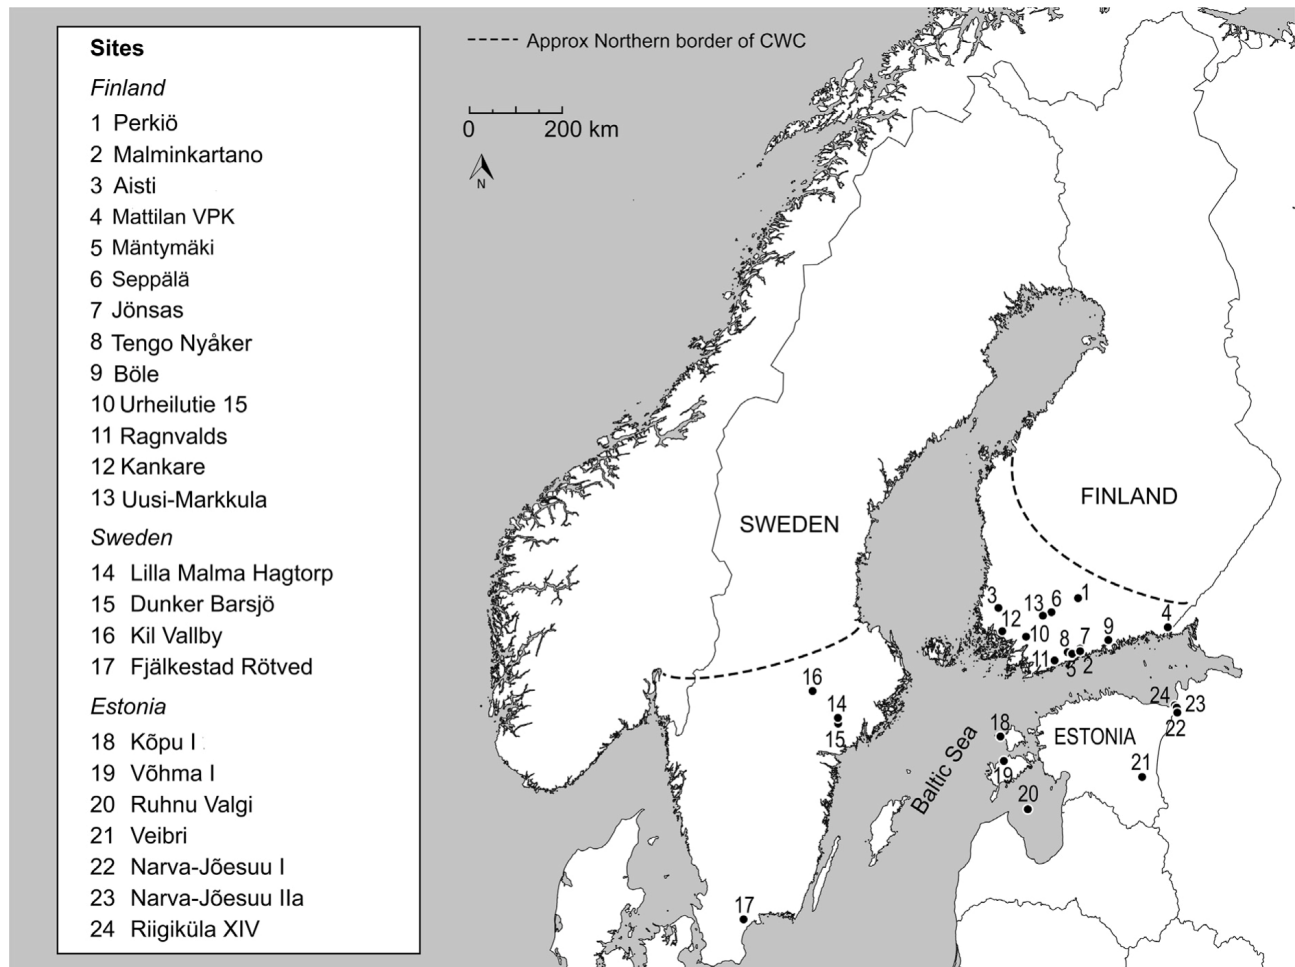 Sites
Finland
1 Perkiö
2 Malminkartano
3 Aisti
4 Mattilan VPK
5 Mäntymäki
6 Seppälä
7 Jönsas
8 Tengo Nyåker
9 Böle
10 Urheilutie 15
11 Ragnvalds
12 Kankare
13 Uusi-Markkula
Sweden
14 Lilla Malma Hagtorp
15 Dunker Barsjö
16 Kil Vallby
17 Fjälkestad Rötved
Estonia
18 Kõpu I
19 Võhma I
20 Ruhnu Valgi
21 Veibri
22 Narva-Jõesuu I
23 Narva-Jõesuu IIa
24 Riigiküla XIV
Approx Northern border of CWC
0 200 km
N
FINLAND
SWEDEN
3
13
6
1
12
10
4
9
8
7
11
5
2
16
14
15
24
23
22
18
ESTONIA
19
21
20
Baltic Sea
17